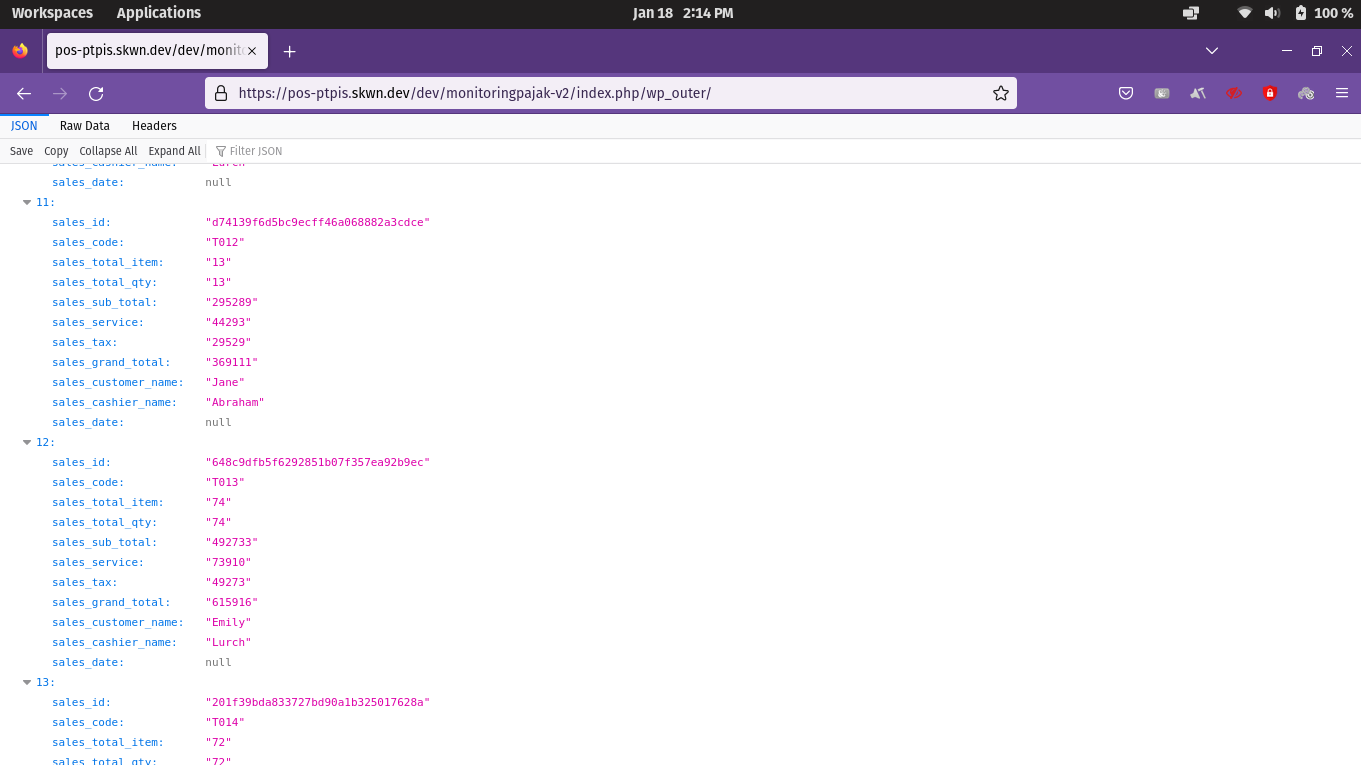 Workspaces Applications Jan 18 2:14 PM 100 %
pos-ptpis.skwn.dev/dev/monito
https://pos-ptpis.skwn.dev/dev/monitoringpajak-v2/index.php/wp_outer/
JSON Raw Data Headers
Save Copy Collapse All Expand All Filter JSON
sales_cashier_name: "Lurch"
sales_date: null
11:
sales_id: "d74139f6d5bc9ecff46a068882a3cdce"
sales_code: "T012"
sales_total_item: "13"
sales_total_qty: "13"
sales_sub_total: "295289"
sales_service: "44293"
sales_tax: "29529"
sales_grand_total: "369111"
sales_customer_name: "Jane"
sales_cashier_name: "Abraham"
sales_date: null
12:
sales_id: "648c9dfb5f6292851b07f357ea92b9ec"
sales_code: "T013"
sales_total_item: "74"
sales_total_qty: "74"
sales_sub_total: "492733"
sales_service: "73910"
sales_tax: "49273"
sales_grand_total: "615916"
sales_customer_name: "Emily"
sales_cashier_name: "Lurch"
sales_date: null
13:
sales_id: "201f39bda833727bd90a1b325017628a"
sales_code: "T014"
sales_total_item: "72"
sales_total_qty: "72"